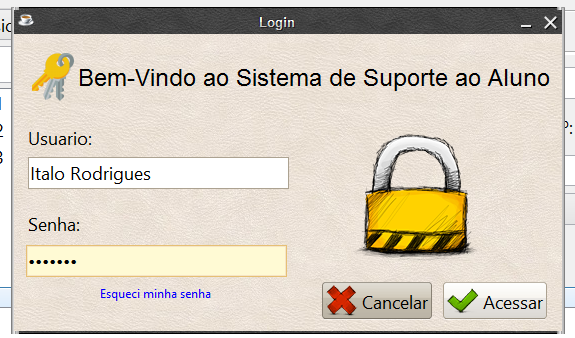 Login
Bem-Vindo ao Sistema de Suporte ao Aluno
Usuario:
Italo Rodrigues
Senha:
•••••••
Esqueci minha senha
Cancelar
Acessar